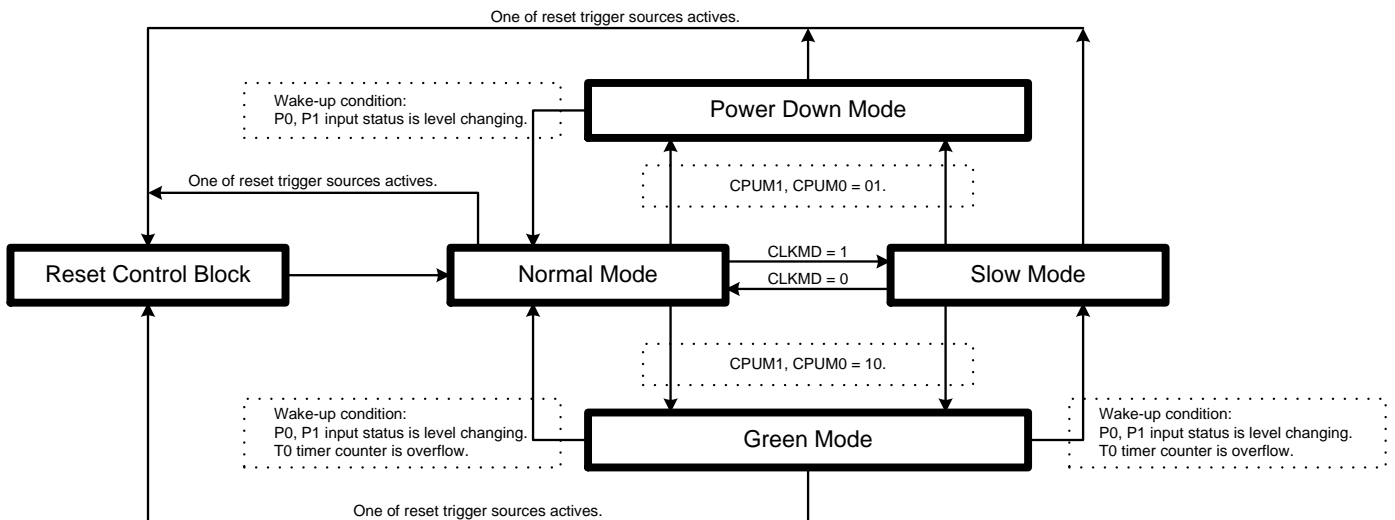 One of reset trigger sources actives.
Wake-up condition:
P0, P1 input status is level changing.
Power Down Mode
CPUM1, CPUM0 = 01.
One of reset trigger sources actives.
Reset Control Block
Normal Mode
CLKMD = 1
CLKMD = 0
Slow Mode
CPUM1, CPUM0 = 10.
Wake-up condition:
P0, P1 input status is level changing.
T0 timer counter is overflow.
Green Mode
Wake-up condition:
P0, P1 input status is level changing.
T0 timer counter is overflow.
One of reset trigger sources actives.